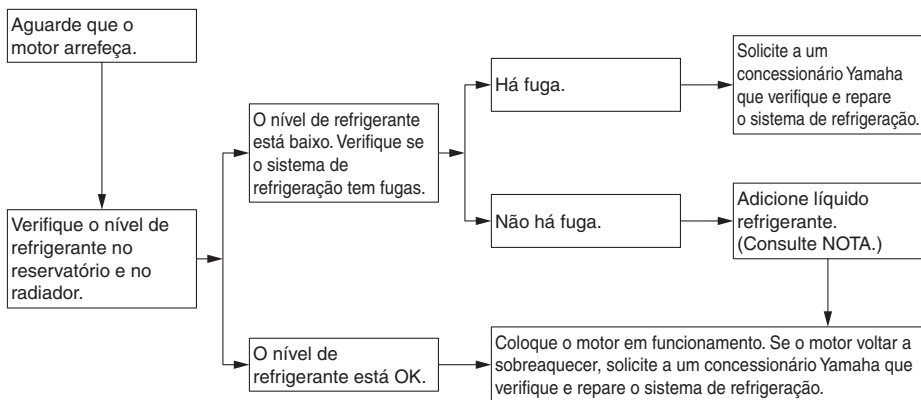 Aguarde que o
motor arrefeça.
Verifique o nível de
refrigerante no
reservatório e no
radiador.
O nível de refrigerante
está baixo. Verifique se
o sistema de
refrigeração tem fugas.
Há fuga.
Solicite a um
concessionário Yamaha
que verifique e repare
o sistema de refrigeração.
Não há fuga.
Adicione líquido
refrigerante.
(Consulte NOTA.)
O nível de
refrigerante está OK.
Coloque o motor em funcionamento. Se o motor voltar a
sobreaquecer, solicite a um concessionário Yamaha que
verifique e repare o sistema de refrigeração.